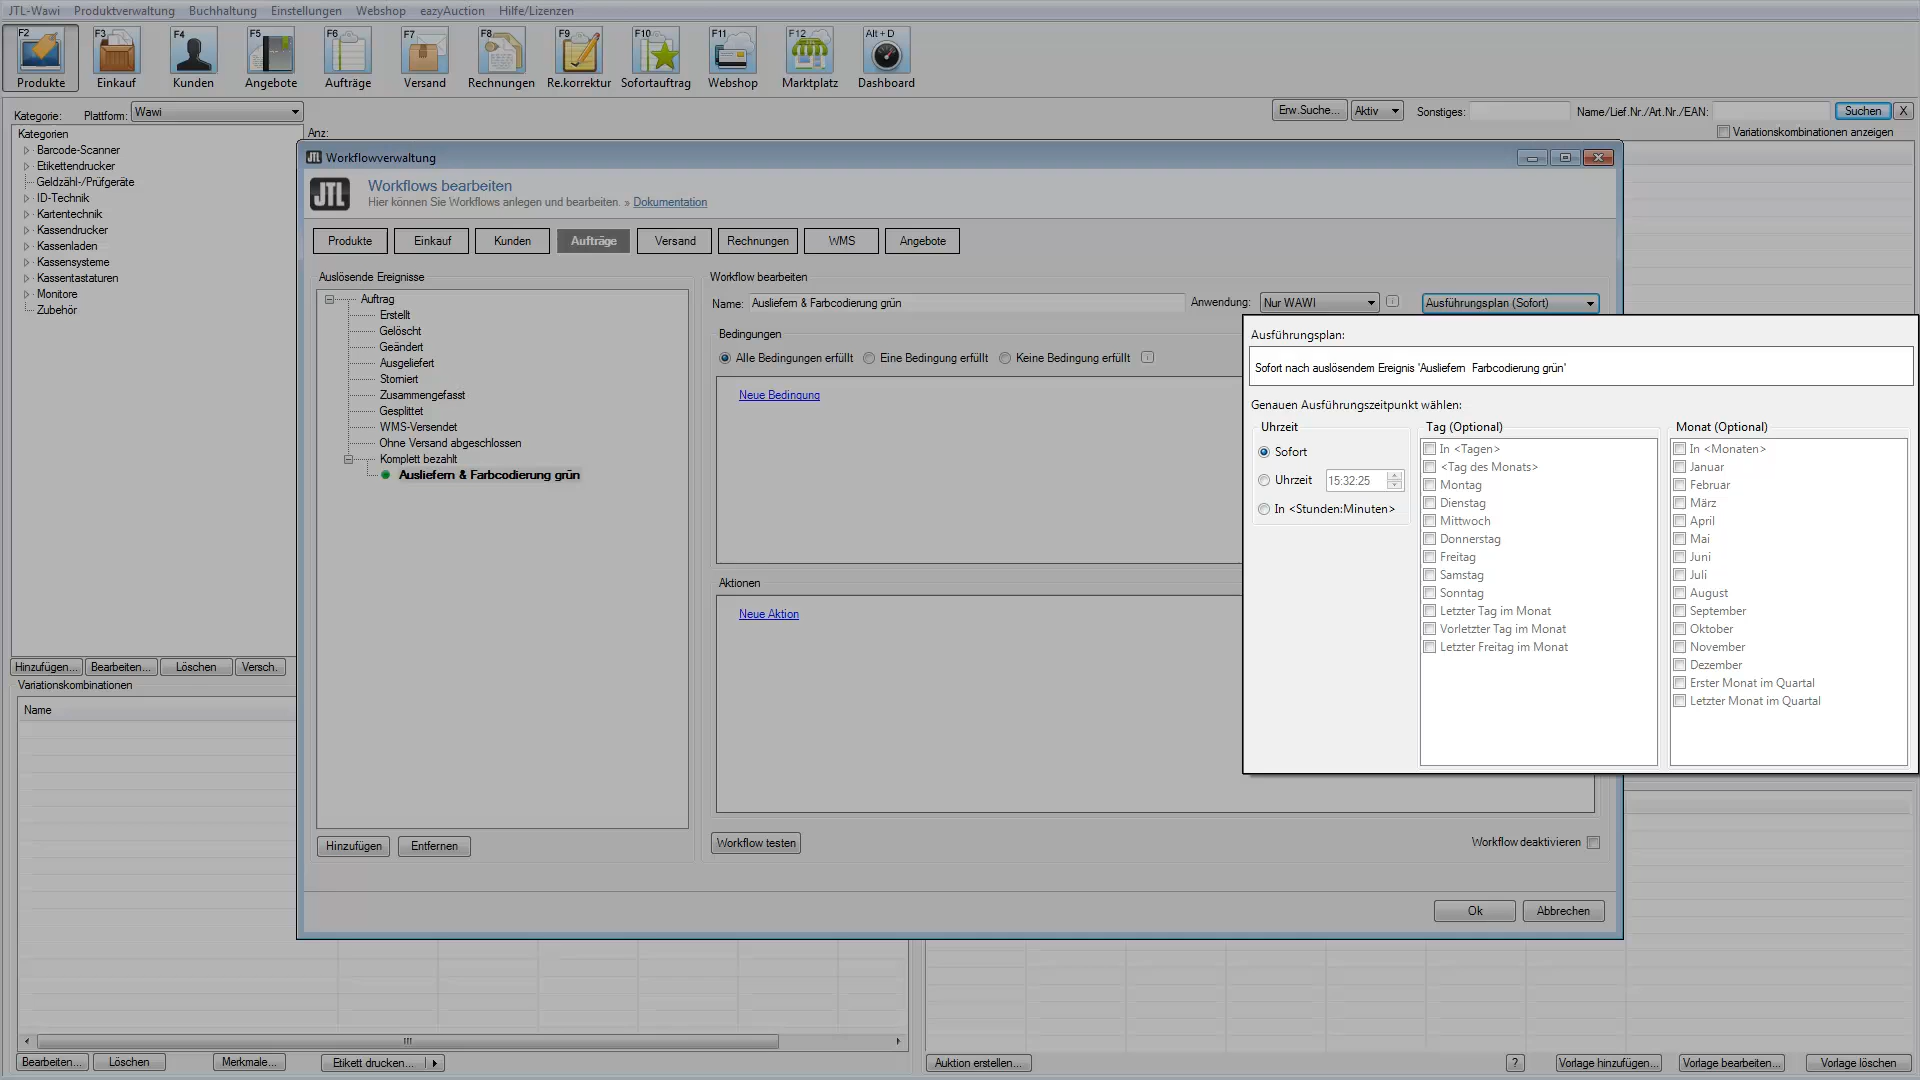 JTL-Wawi Produktverwaltung Buchhaltung Einstellungen Webshop eazyAuction Hilfe/Lizenzen
F2 F3 F4 F5 F6 F7 F8 F9 F10 F11 F12 Alt + D
Produkte Einkauf Kunden Angebote Aufträge Versand Rechnungen Re.korrektur Sofortauftrag Webshop Marktplatz Dashboard
Kategorie: Plattform: Wawi Erw.Suche... Aktiv Sonstiges: Name/Lief.Nr./Art.Nr./EAN: Suchen X
Kategorien Anz: Variationskombinationen anzeigen
Barcode-Scanner
Etikettendrucker
Geldzähl-/Prüfgeräte
ID-Technik
Kartentechnik
Kassendrucker
Kassenladen
Kassensysteme
Kassentastaturen
Monitore
Zubehör
Hinzufügen... Bearbeiten... Löschen Versch.
Variationskombinationen
Name
JTL Workflowverwaltung
JTL
Workflows bearbeiten
Hier können Sie Workflows anlegen und bearbeiten. » Dokumentation
Produkte Einkauf Kunden Aufträge Versand Rechnungen WMS Angebote
Auslösende Ereignisse
Auftrag
Erstellt
Gelöscht
Geändert
Ausgeliefert
Storniert
Zusammengefasst
Gesplittet
WMS-Versendet
Ohne Versand abgeschlossen
Komplett bezahlt
Ausliefern & Farbcodierung grün
Hinzufügen Entfernen
Workflow bearbeiten
Name: Ausliefern & Farbcodierung grün Anwendung: Nur WAWI i Ausführungsplan (Sofort)
Bedingungen
Alle Bedingungen erfüllt Eine Bedingung erfüllt Keine Bedingung erfüllt i
Neue Bedingung
Aktionen
Neue Aktion
Workflow testen Workflow deaktivieren
Ok Abbrechen
Ausführungsplan:
Sofort nach auslösendem Ereignis 'Ausliefern  Farbcodierung grün'
Genauen Ausführungszeitpunkt wählen:
Uhrzeit
Sofort
Uhrzeit 15:32:25
In <Stunden:Minuten>
Tag (Optional)
In <Tagen>
<Tag des Monats>
Montag
Dienstag
Mittwoch
Donnerstag
Freitag
Samstag
Sonntag
Letzter Tag im Monat
Vorletzter Tag im Monat
Letzter Freitag im Monat
Monat (Optional)
In <Monaten>
Januar
Februar
März
April
Mai
Juni
Juli
August
September
Oktober
November
Dezember
Erster Monat im Quartal
Letzter Monat im Quartal
Bearbeiten... Löschen Merkmale... Etikett drucken... Auktion erstellen... ? Vorlage hinzufügen... Vorlage bearbeiten... Vorlage löschen